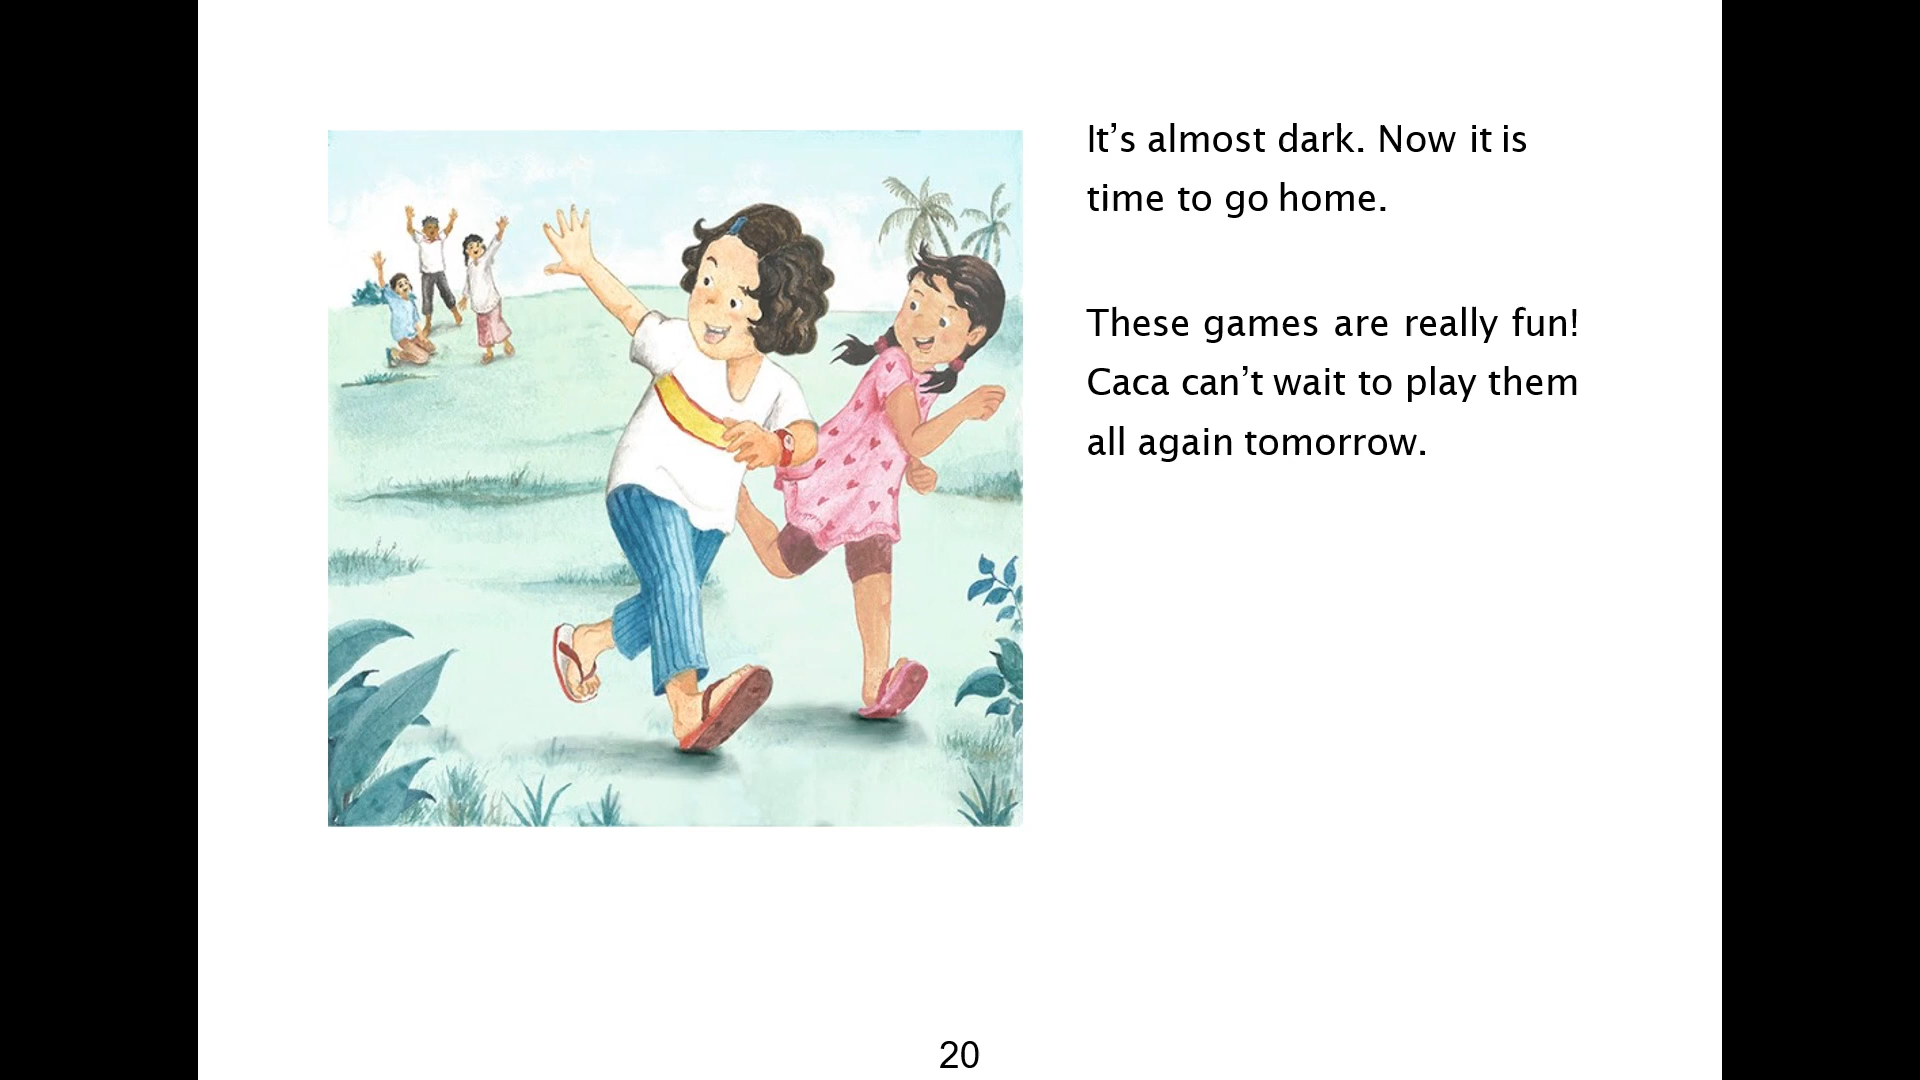 It’s almost dark. Now it is
time to go home.
These games are really fun!
Caca can’t wait to play them
all again tomorrow.
20